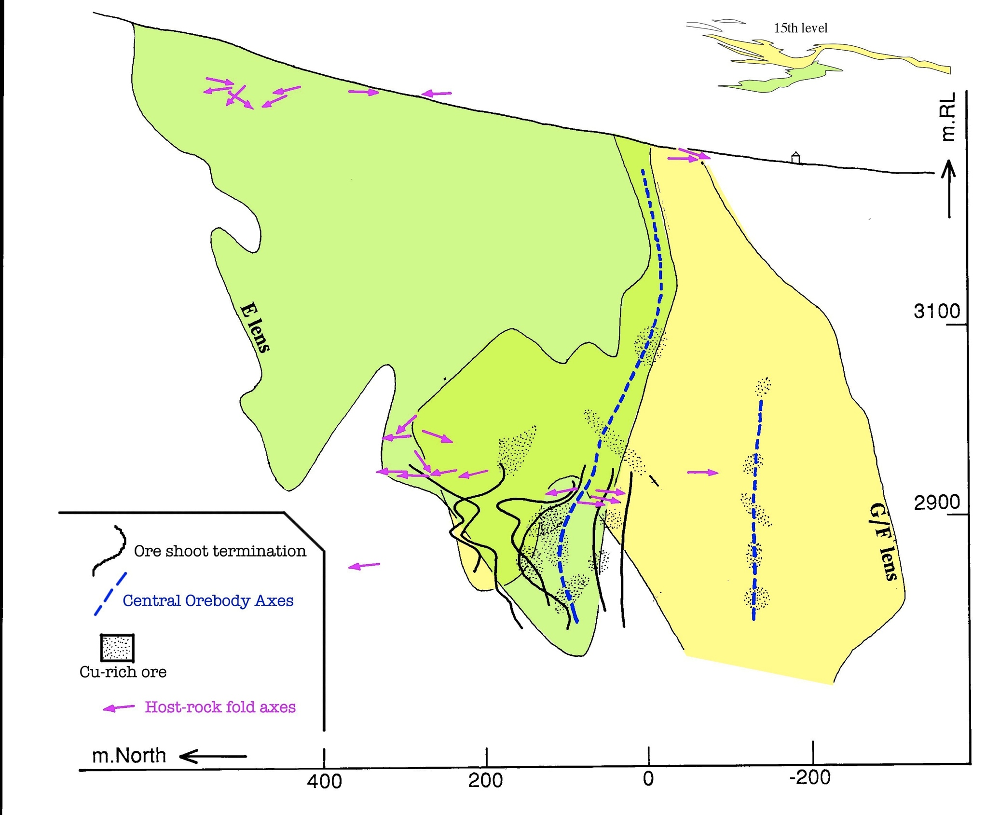 15th level
m.RL
3100
E lens
2900
G/F lens
Ore shoot termination
Central Orebody Axes
Cu-rich ore
Host-rock fold axes
m.North
400
200
0
-200